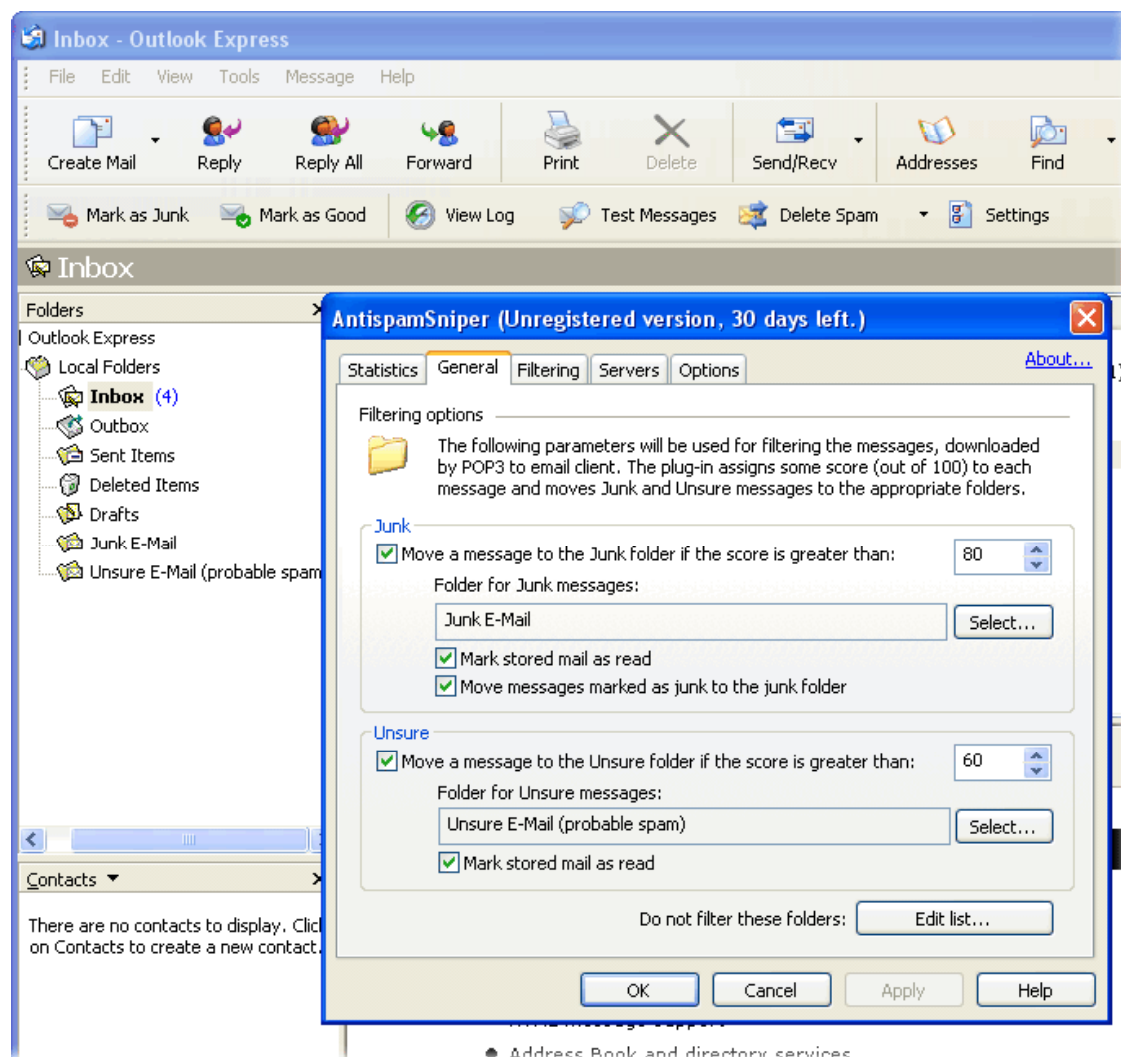 Inbox - Outlook Express
File Edit View Tools Message Help
Create Mail Reply Reply All Forward Print Delete Send/Recv Addresses Find
Mark as Junk Mark as Good View Log Test Messages Delete Spam Settings
Inbox
Folders
Outlook Express
Local Folders
Inbox (4)
Outbox
Sent Items
Deleted Items
Drafts
Junk E-Mail
Unsure E-Mail (probable spam
Contacts
There are no contacts to display. Click
on Contacts to create a new contact.
AntispamSniper (Unregistered version, 30 days left.)
About...
Statistics General Filtering Servers Options
Filtering options
The following parameters will be used for filtering the messages, downloaded
by POP3 to email client. The plug-in assigns some score (out of 100) to each
message and moves Junk and Unsure messages to the appropriate folders.
Junk
Move a message to the Junk folder if the score is greater than: 80
Folder for Junk messages:
Junk E-Mail Select...
Mark stored mail as read
Move messages marked as junk to the junk folder
Unsure
Move a message to the Unsure folder if the score is greater than: 60
Folder for Unsure messages:
Unsure E-Mail (probable spam) Select...
Mark stored mail as read
Do not filter these folders: Edit list...
OK Cancel Apply Help
Address Book and directory services